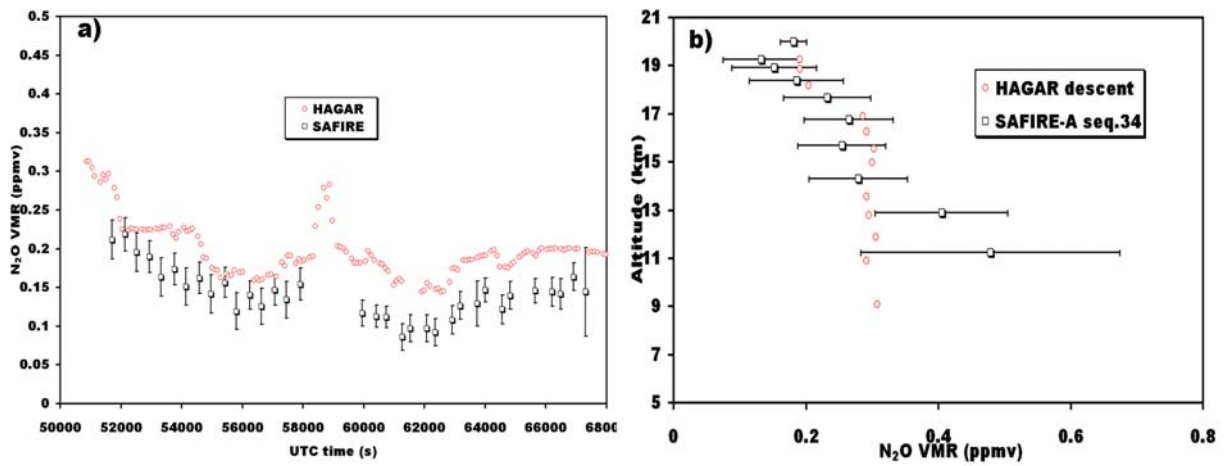 a)
0.5
0.45
0.4
0.35
0.3
0.25
0.2
0.15
0.1
0.05
0
N₂O VMR (ppmv)
HAGAR
SAFIRE
50000 52000 54000 56000 58000 60000 62000 64000 66000 6800
UTC time (s)
b)
21
19
17
15
13
11
9
7
5
Altitude (km)
HAGAR descent
SAFIRE-A seq.34
0 0.2 0.4 0.6 0.8
N₂O VMR (ppmv)